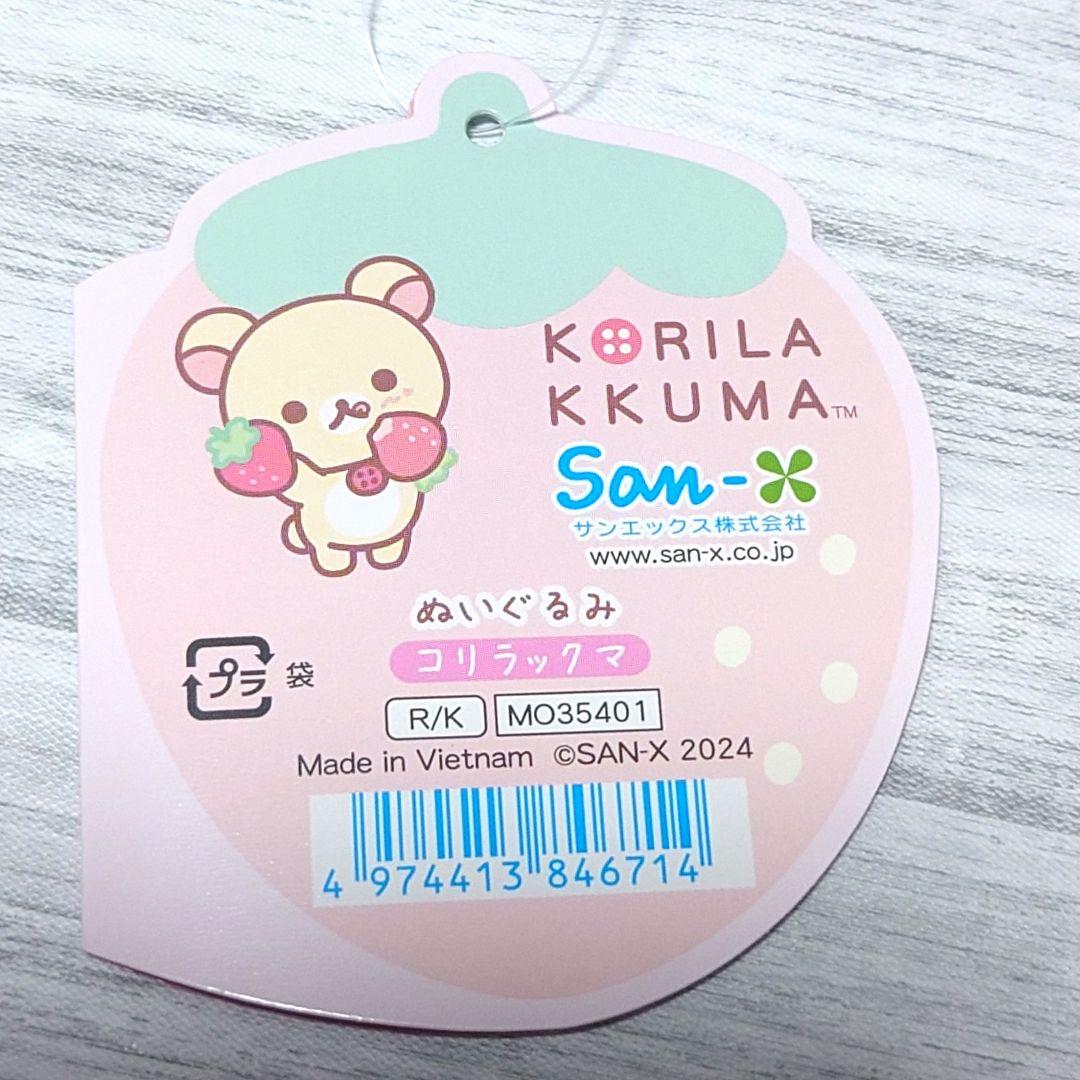 KORILA
KKUMA™
San-X
サンエックス株式会社
www.san-x.co.jp
ぬいぐるみ
コリラックマ
プラ 袋
R/K MO35401
Made in Vietnam ©SAN-X 2024
4 974413 846714